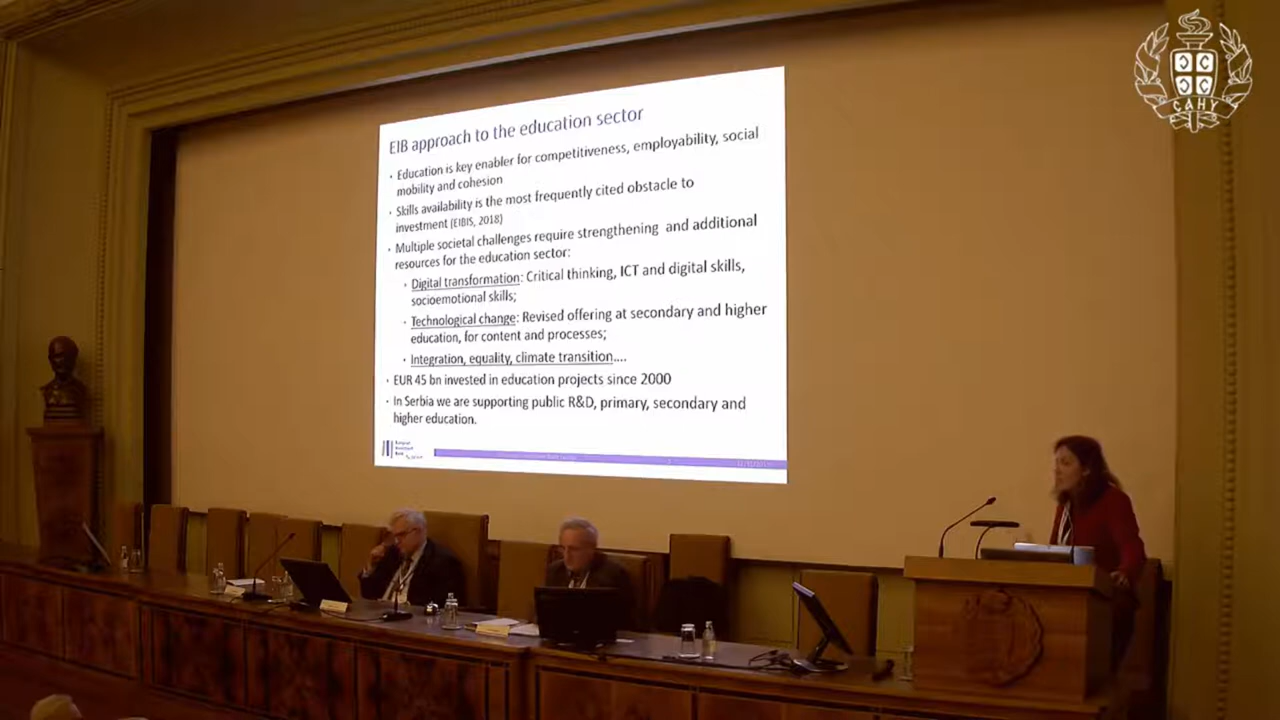 САНУ
EIB approach to the education sector
• Education is key enabler for competitiveness, employability, social
mobility and cohesion
• Skills availability is the most frequently cited obstacle to
investment (EIBIS, 2018)
• Multiple societal challenges require strengthening and additional
resources for the education sector:
• Digital transformation: Critical thinking, ICT and digital skills,
socioemotional skills;
• Technological change: Revised offering at secondary and higher
education, for content and processes;
• Integration, equality, climate transition....
• EUR 45 bn invested in education projects since 2000
• In Serbia we are supporting public R&D, primary, secondary and
higher education.
European
Investment
Bank